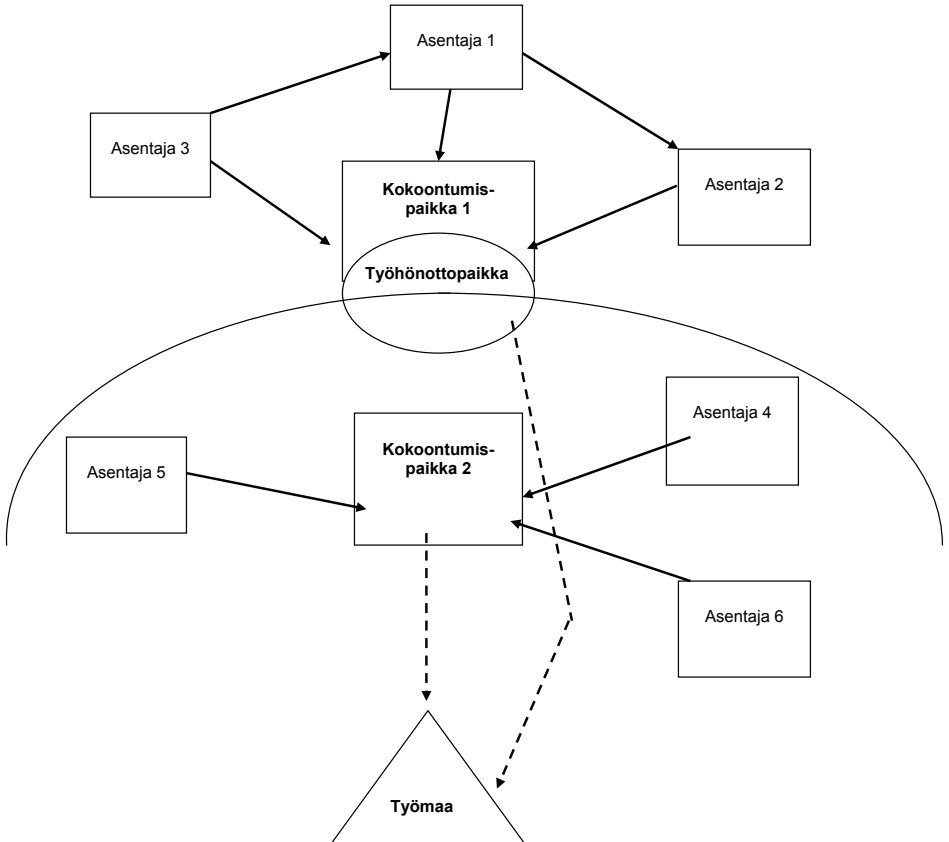 Asentaja 1
Asentaja 3
Asentaja 2
Kokoontumis-
paikka 1
Työhönottopaikka
Asentaja 4
Kokoontumis-
paikka 2
Asentaja 5
Asentaja 6
Työmaa